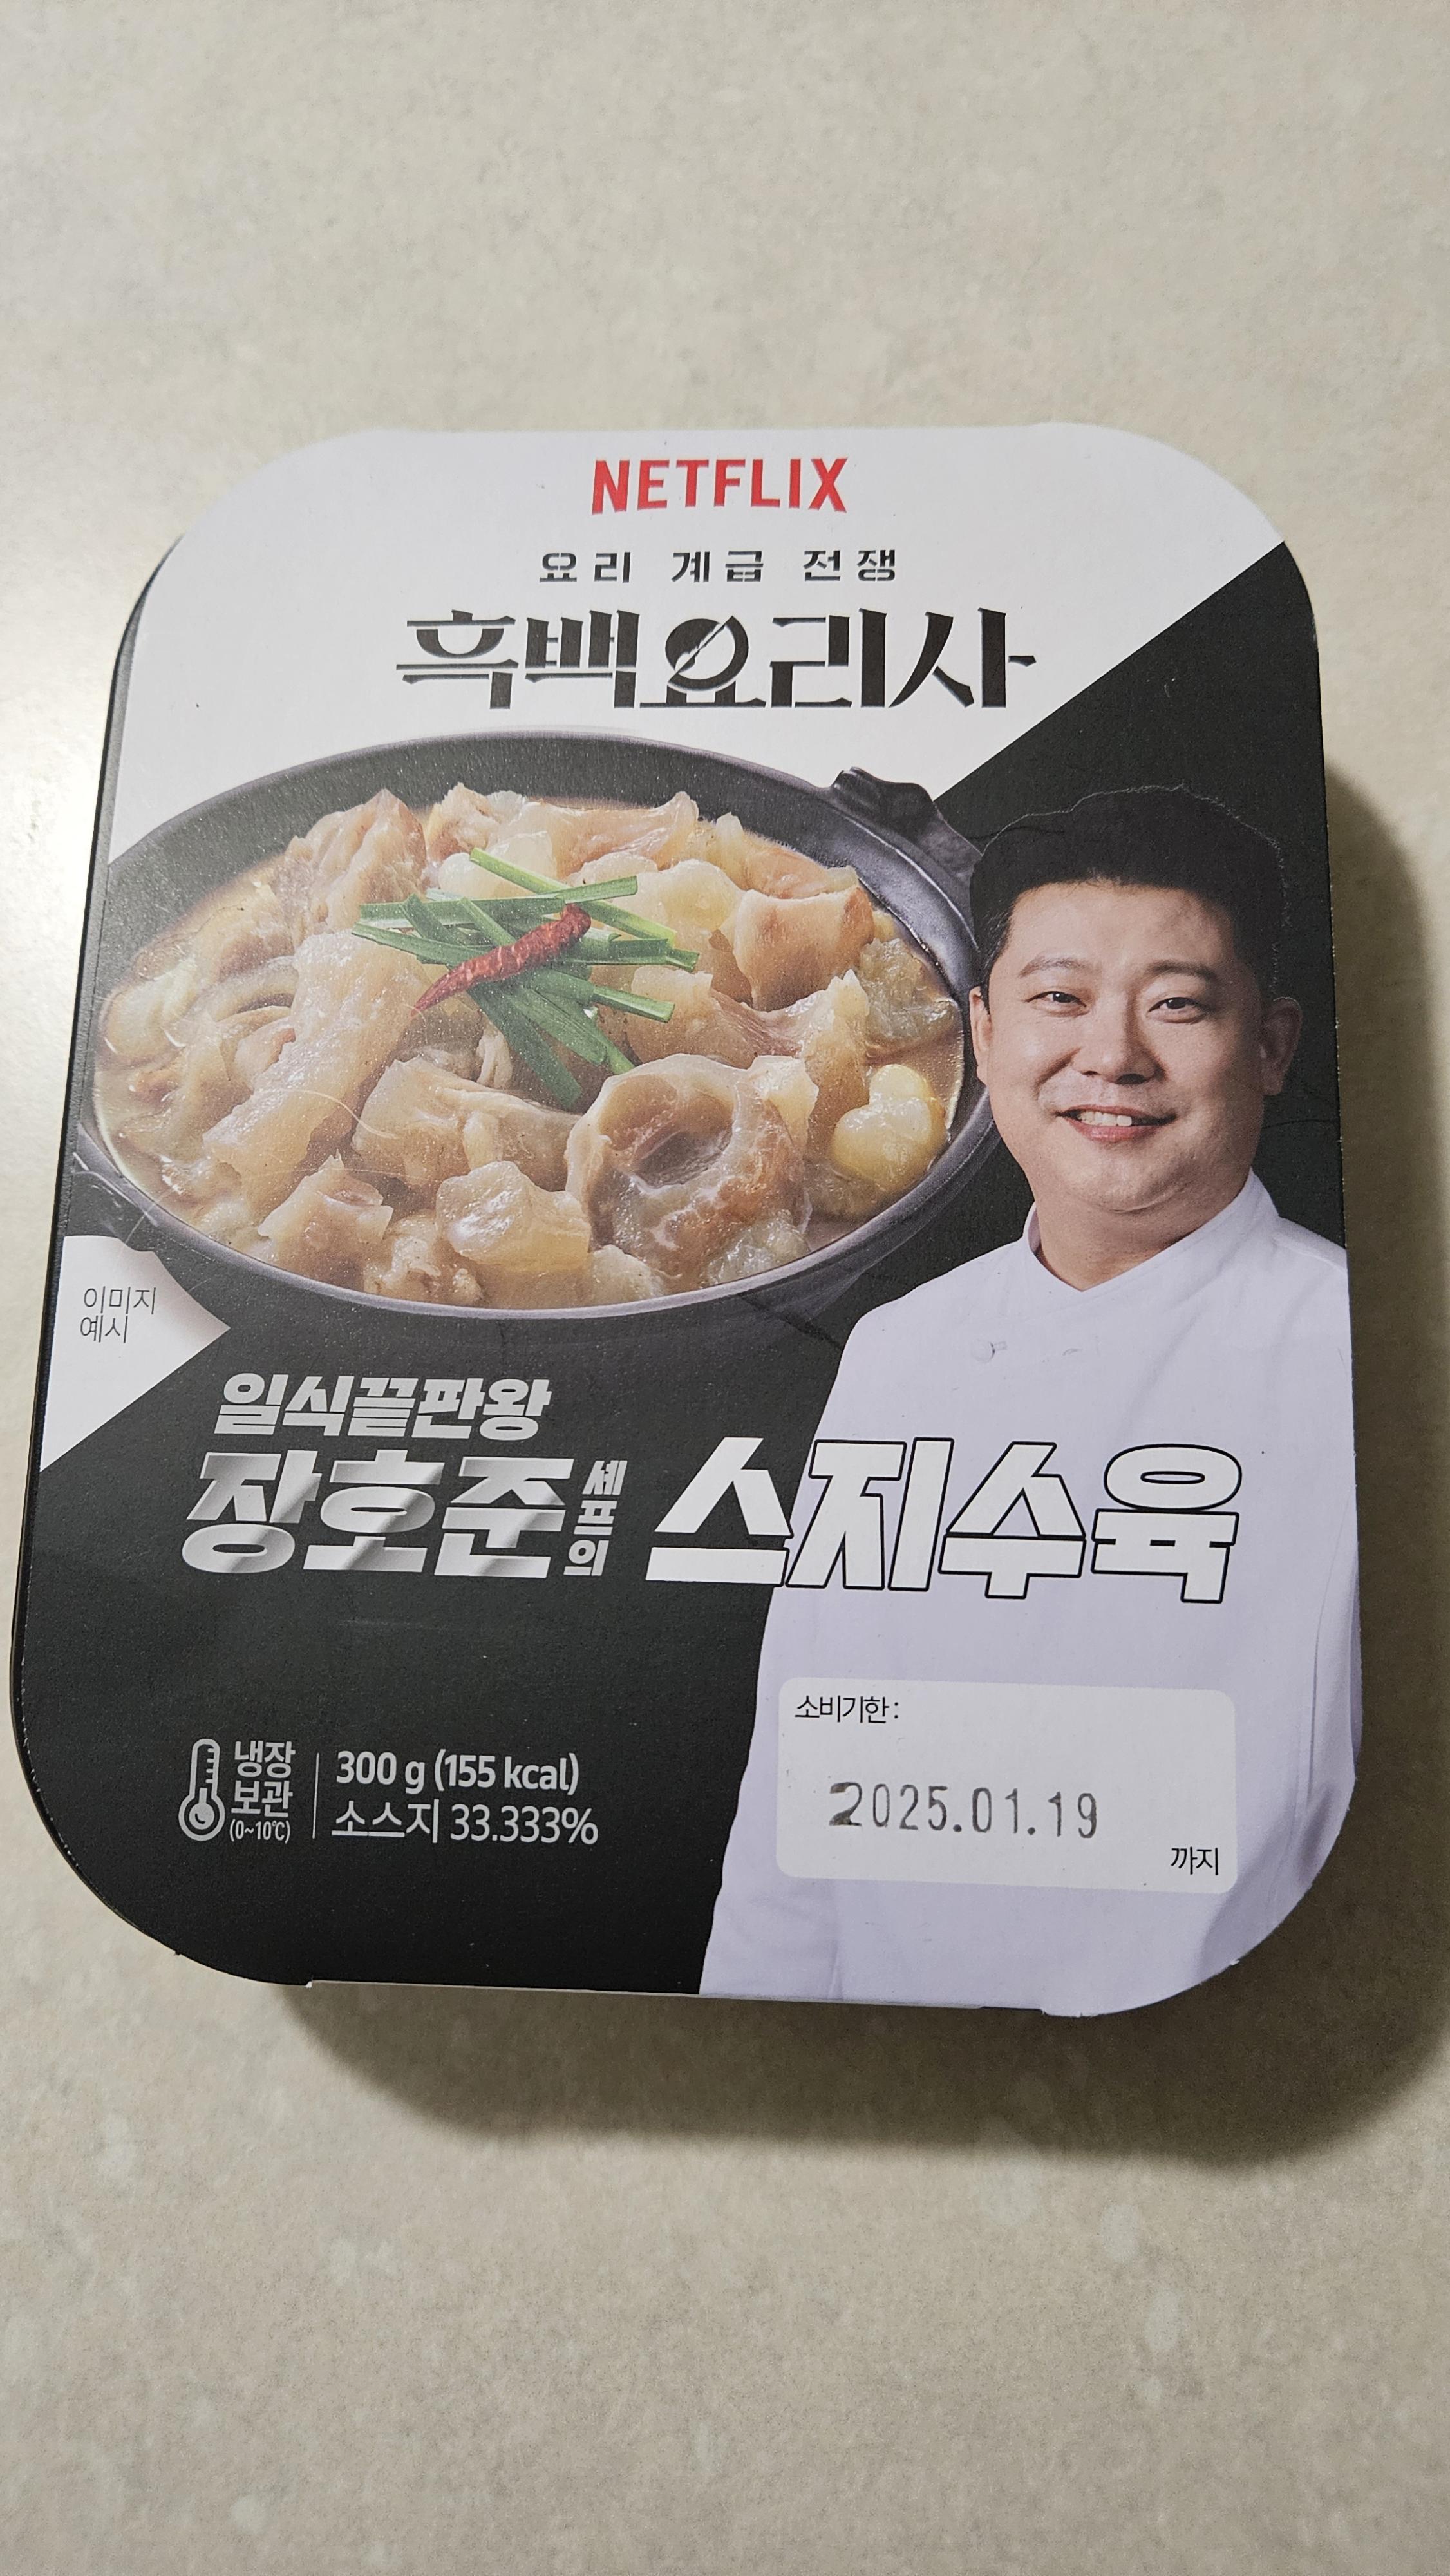 NETFLIX
요리 계급 전쟁
흑백요리사
이미지
예시
일식끝판왕
장호준 셰프의 스지수육
냉장
보관
(0~10℃)
300 g (155 kcal)
소스지 33.333%
소비기한 :
2025.01.19
까지